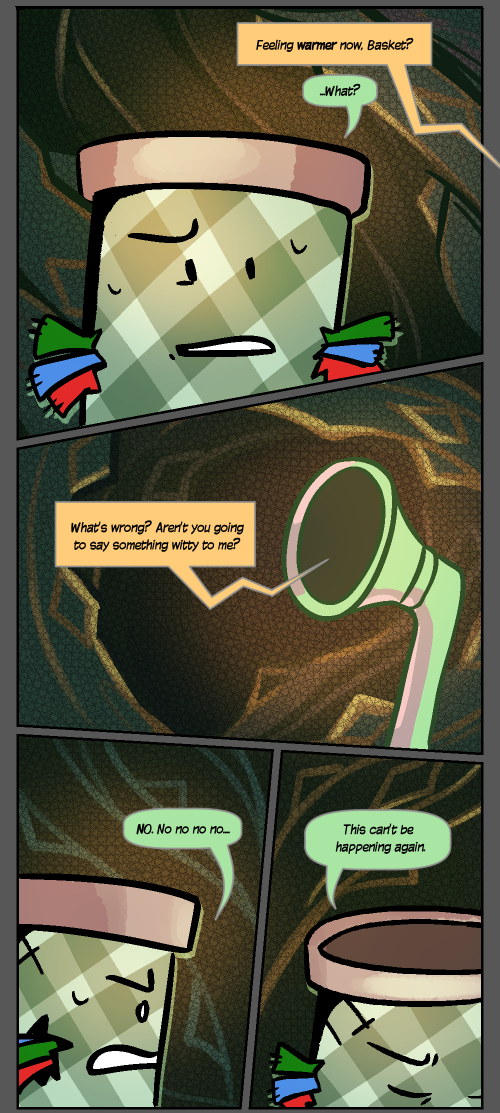 Feeling warmer now, Basket?
...What?
What's wrong? Aren't you going
to say something witty to me?
NO. No no no no...
This can't be
happening again.